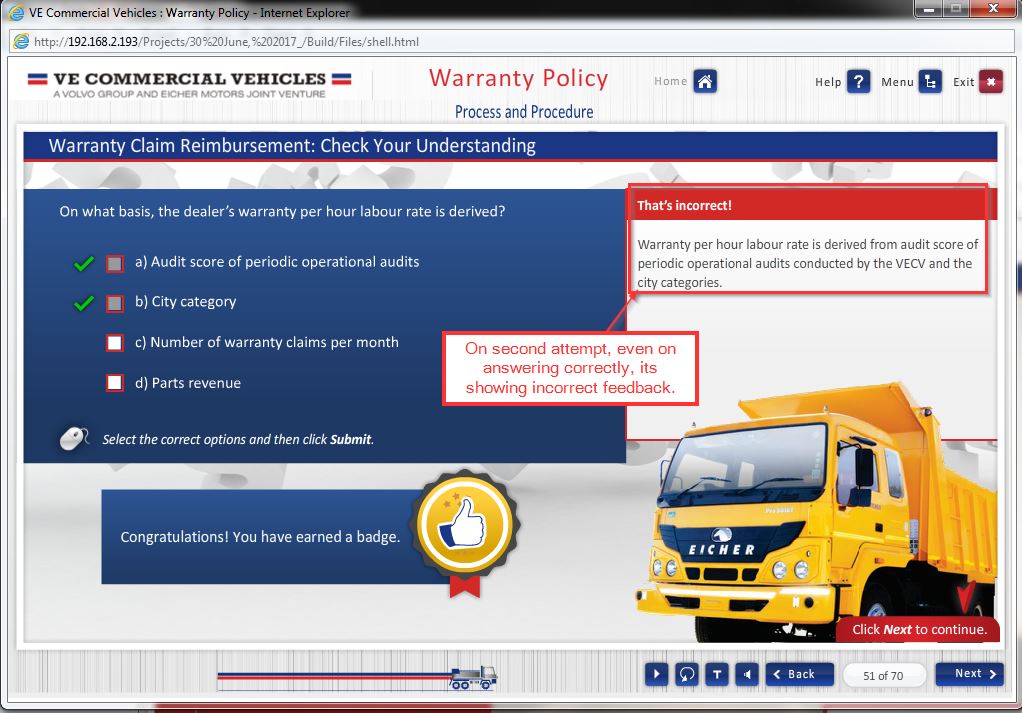 VE Commercial Vehicles : Warranty Policy - Internet Explorer
http://192.168.2.193/Projects/30%20June,%202017_/Build/Files/shell.html
VE COMMERCIAL VEHICLES
A VOLVO GROUP AND EICHER MOTORS JOINT VENTURE
Warranty Policy
Process and Procedure
Home
Help ?
Menu
Exit
Warranty Claim Reimbursement: Check Your Understanding
On what basis, the dealer's warranty per hour labour rate is derived?
a) Audit score of periodic operational audits
b) City category
c) Number of warranty claims per month
d) Parts revenue
Select the correct options and then click Submit.
That's incorrect!
Warranty per hour labour rate is derived from audit score of
periodic operational audits conducted by the VECV and the
city categories.
On second attempt, even on
answering correctly, its
showing incorrect feedback.
Congratulations! You have earned a badge.
EICHER
Click Next to continue.
T
Back
51 of 70
Next